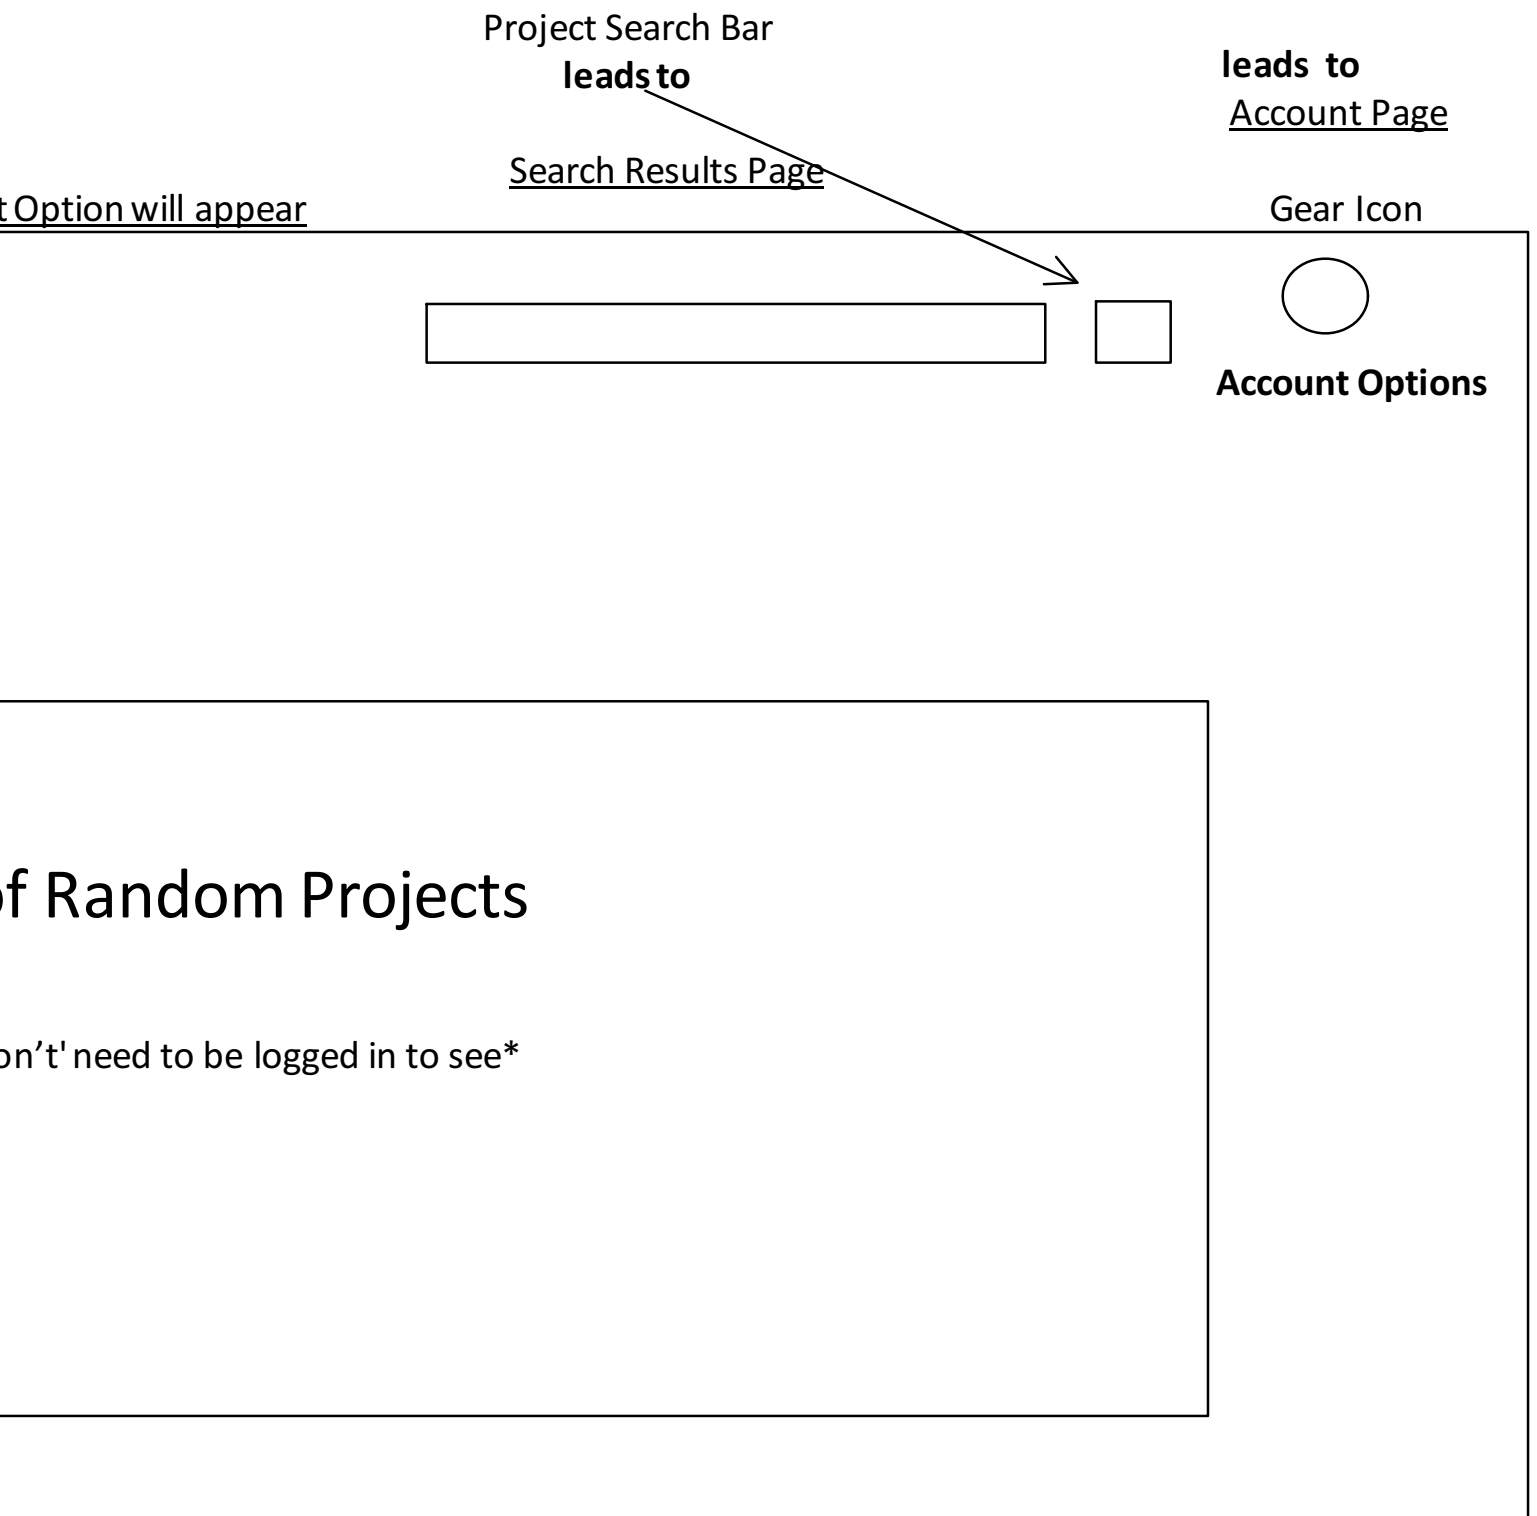 Project Search Bar
leads to
leads to
Account Page
Search Results Page
t Option will appear
Gear Icon
Account Options
of Random Projects
on’t' need to be logged in to see*